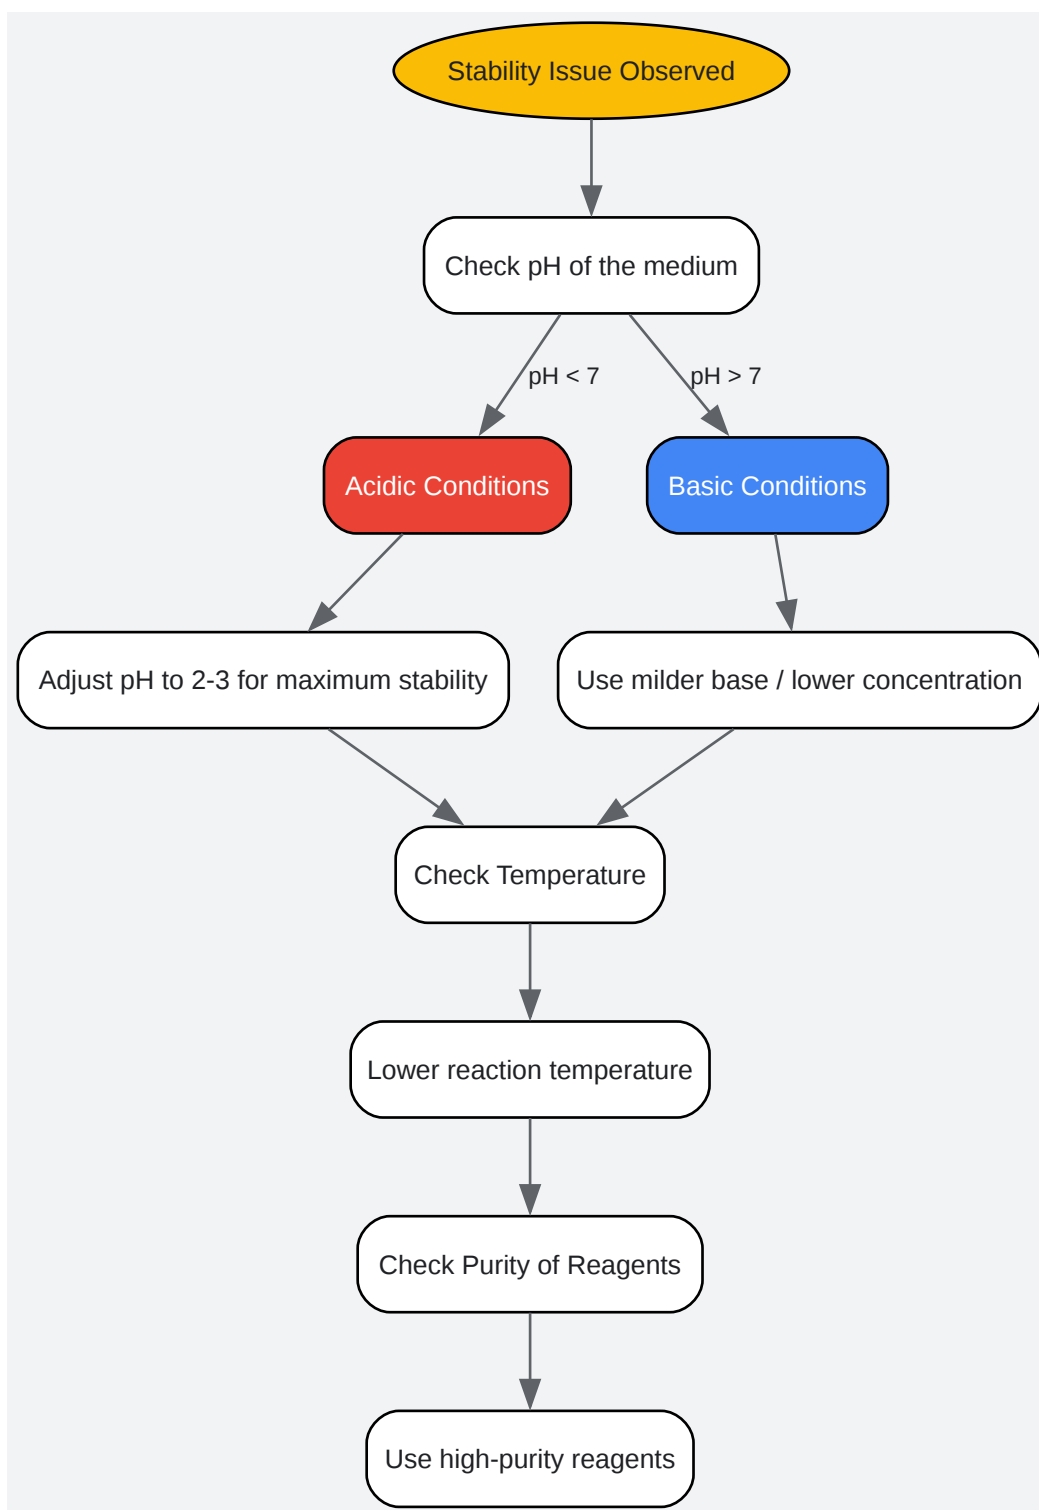 Stability Issue Observed
Check pH of the medium
pH < 7
pH > 7
Acidic Conditions
Basic Conditions
Adjust pH to 2-3 for maximum stability
Use milder base / lower concentration
Check Temperature
Lower reaction temperature
Check Purity of Reagents
Use high-purity reagents